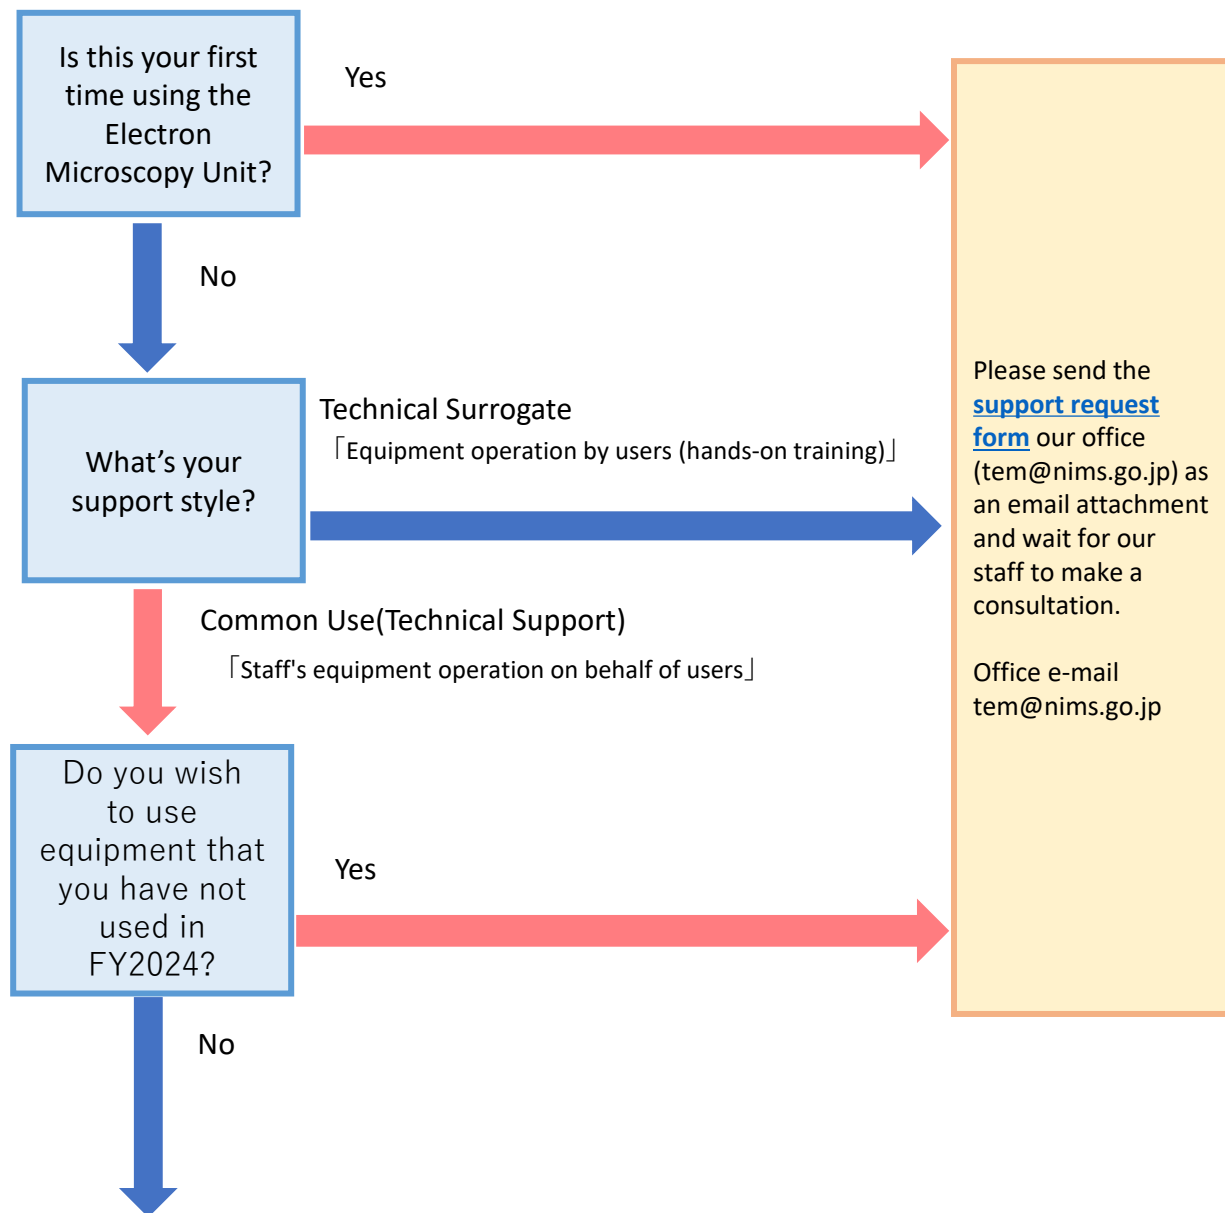 Is this your first
time using the
Electron
Microscopy Unit?
Yes
No
What’s your
support style?
Technical Surrogate
「Equipment operation by users (hands-on training)」
Common Use(Technical Support)
「Staff's equipment operation on behalf of users」
Do you wish
to use
equipment that
you have not
used in
FY2024?
Yes
No
Please send the
support request
form our office
(tem@nims.go.jp) as
an email attachment
and wait for our
staff to make a
consultation.
Office e-mail
tem@nims.go.jp